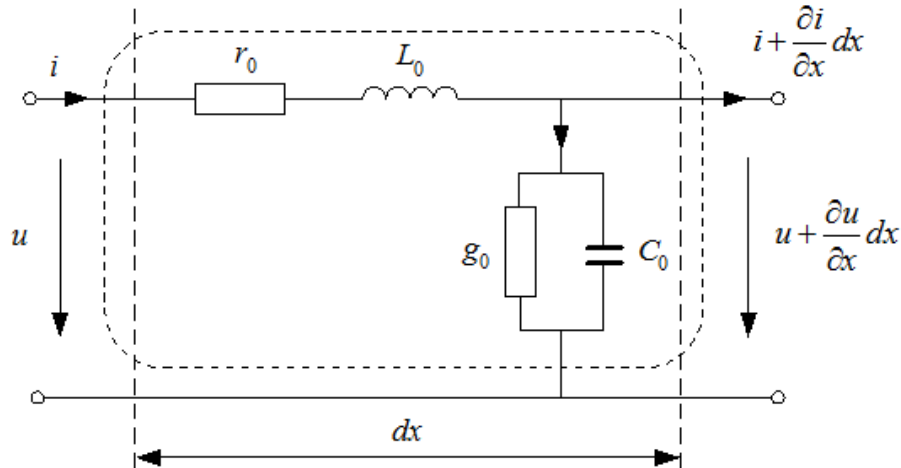 i
r₀
L₀
i + ∂i/∂x dx
u
g₀
C₀
u + ∂u/∂x dx
dx